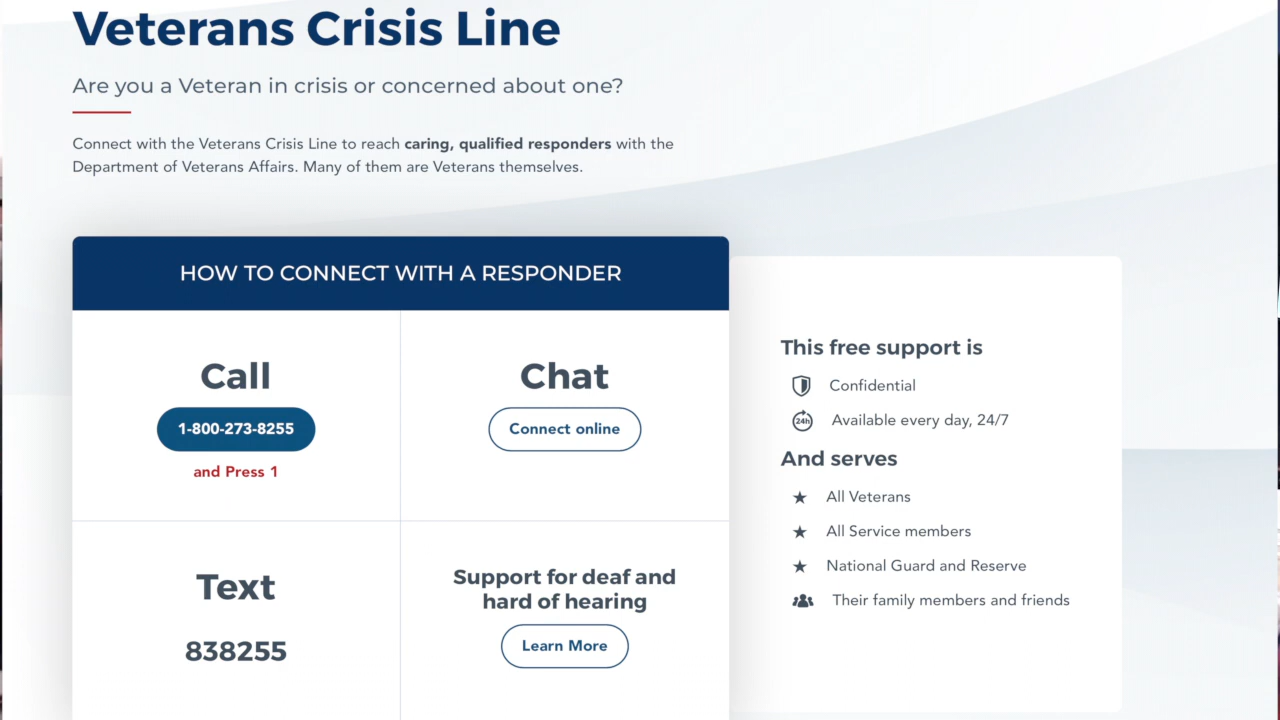 Veterans Crisis Line
Are you a Veteran in crisis or concerned about one?
Connect with the Veterans Crisis Line to reach caring, qualified responders with the
Department of Veterans Affairs. Many of them are Veterans themselves.
HOW TO CONNECT WITH A RESPONDER
Call
1-800-273-8255
and Press 1
Chat
Connect online
Text
838255
Support for deaf and
hard of hearing
Learn More
This free support is
Confidential
24h
Available every day, 24/7
And serves
All Veterans
All Service members
National Guard and Reserve
Their family members and friends